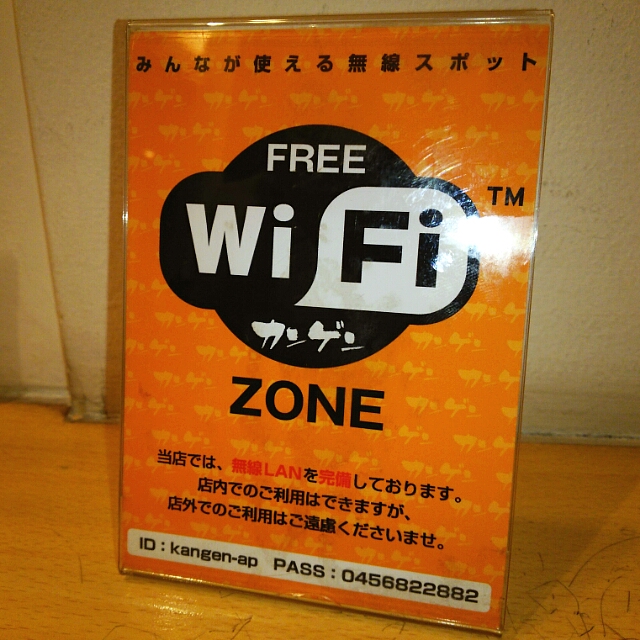 みんなが使える無線スポット
FREE
Wi Fi
TM
カンゲン
ZONE
当店では、無線LANを完備しております。
店内でのご利用はできますが、
店外でのご利用はご遠慮くださいませ。
ID：kangen-ap PASS：0456822882